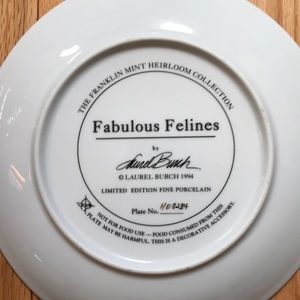 THE FRANKLIN MINT HEIRLOOM COLLECTION
Fabulous Felines
by
Laurel Burch
© LAUREL BURCH 1994
LIMITED EDITION FINE PORCELAIN
Plate No. HE8284
NOT FOR FOOD USE — FOOD CONSUMED FROM THIS
PLATE MAY BE HARMFUL. THIS IS A DECORATIVE ACCESSORY.